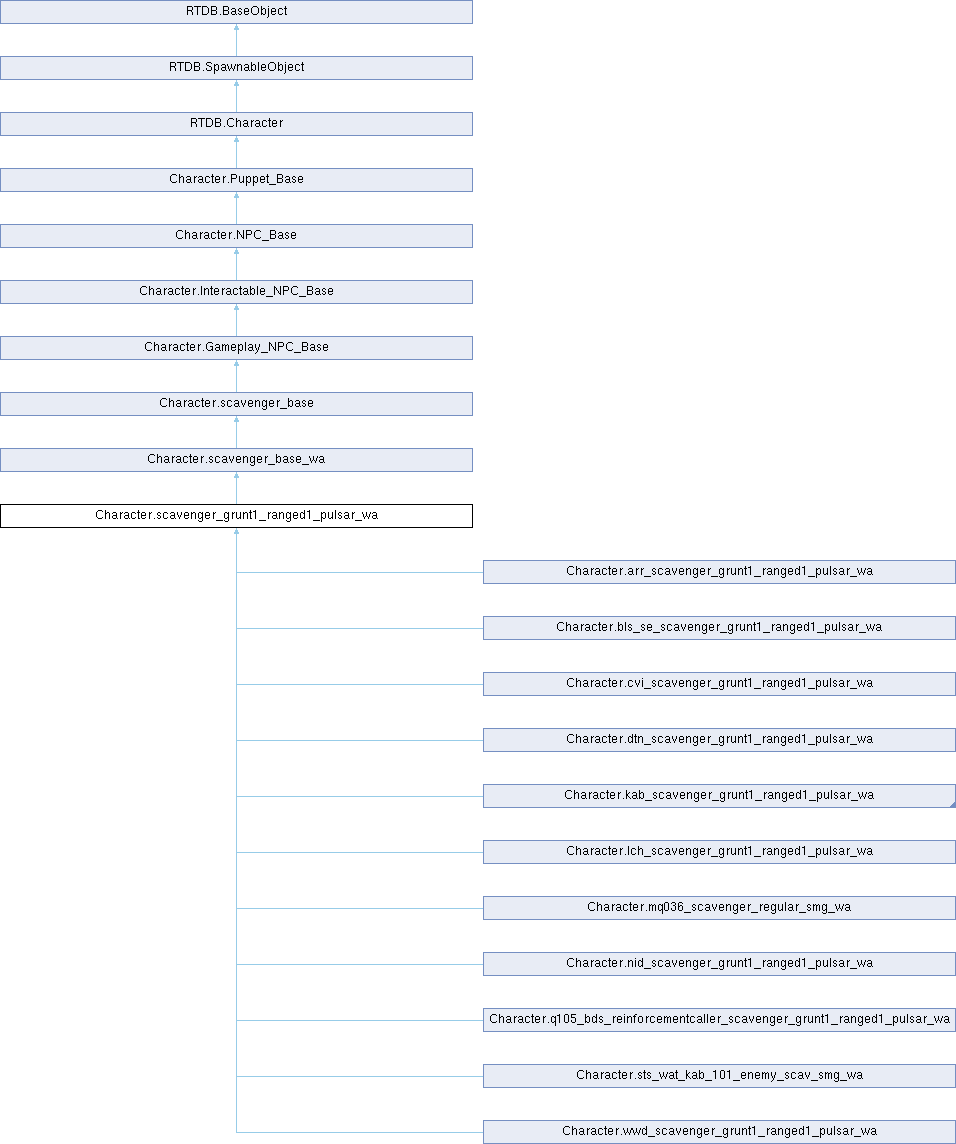 RTDB.BaseObject
RTDB.SpawnableObject
RTDB.Character
Character.Puppet_Base
Character.NPC_Base
Character.Interactable_NPC_Base
Character.Gameplay_NPC_Base
Character.scavenger_base
Character.scavenger_base_wa
Character.scavenger_grunt1_ranged1_pulsar_wa
Character.arr_scavenger_grunt1_ranged1_pulsar_wa
Character.bls_se_scavenger_grunt1_ranged1_pulsar_wa
Character.cvi_scavenger_grunt1_ranged1_pulsar_wa
Character.dtn_scavenger_grunt1_ranged1_pulsar_wa
Character.kab_scavenger_grunt1_ranged1_pulsar_wa
Character.lch_scavenger_grunt1_ranged1_pulsar_wa
Character.mq036_scavenger_regular_smg_wa
Character.nid_scavenger_grunt1_ranged1_pulsar_wa
Character.q105_bds_reinforcementcaller_scavenger_grunt1_ranged1_pulsar_wa
Character.sts_wat_kab_101_enemy_scav_smg_wa
Character.wwd_scavenger_grunt1_ranged1_pulsar_wa